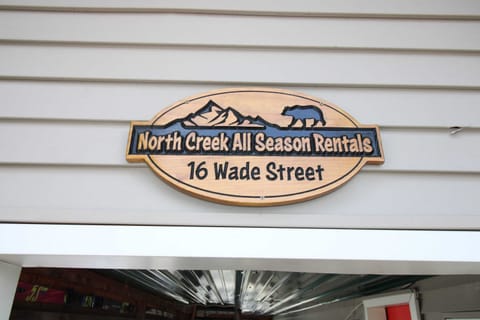 North Creek All Season Rentals
16 Wade Street